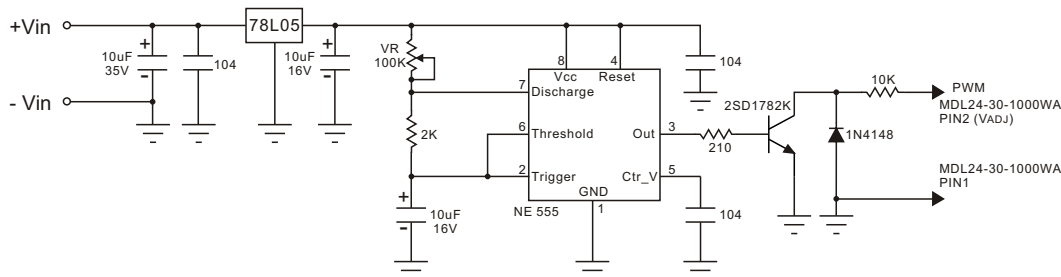 +Vin
78L05
+
10uF
35V
-
104
+
10uF
16V
-
VR
100K
8
4
Vcc
Reset
104
7
Discharge
2K
6
Threshold
2
Trigger
Out
3
Ctr_V
5
GND
1
NE 555
+
10uF
16V
-
210
104
2SD1782K
1N4148
10K
PWM
MDL24-30-1000WA
PIN2 (VADJ)
MDL24-30-1000WA
PIN1
- Vin